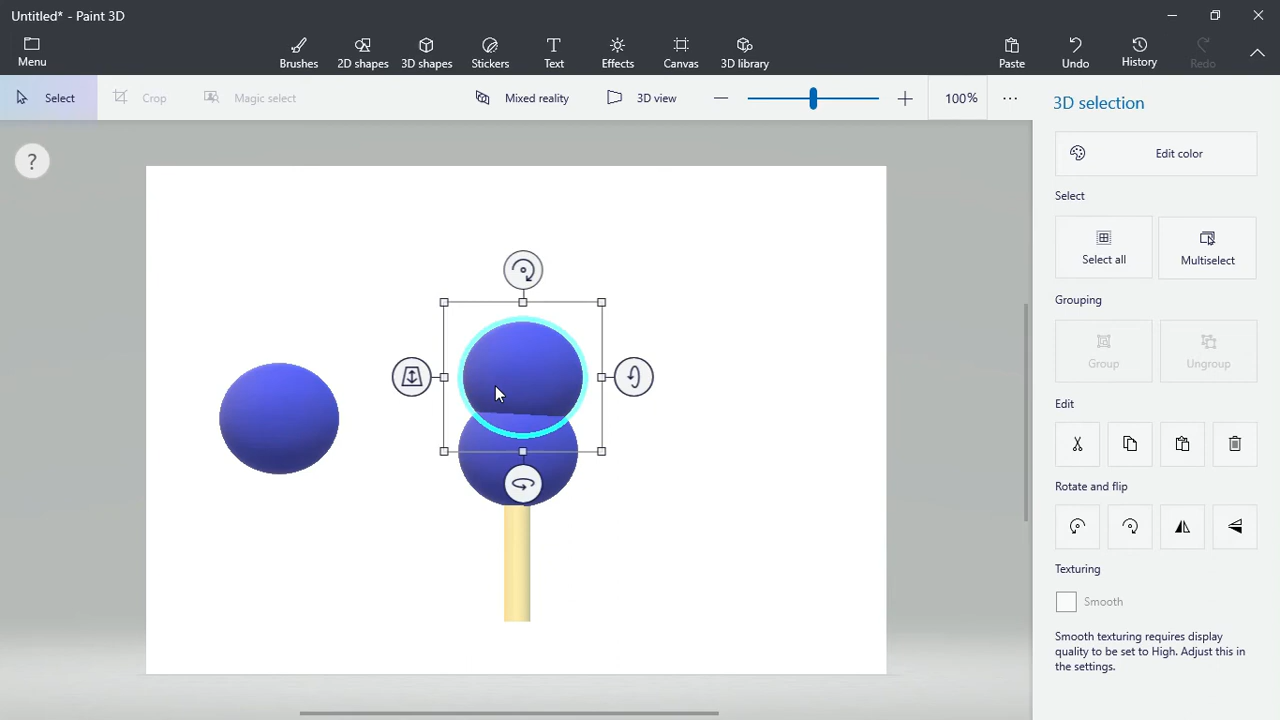 Untitled* - Paint 3D
Menu
Brushes
2D shapes
3D shapes
Stickers
Text
Effects
Canvas
3D library
Paste
Undo
History
Redo
Select
Crop
Magic select
Mixed reality
3D view
100%
?
3D selection
Edit color
Select
Select all
Multiselect
Grouping
Group
Ungroup
Edit
Rotate and flip
Texturing
Smooth
Smooth texturing requires display
quality to be set to High. Adjust this in
the settings.